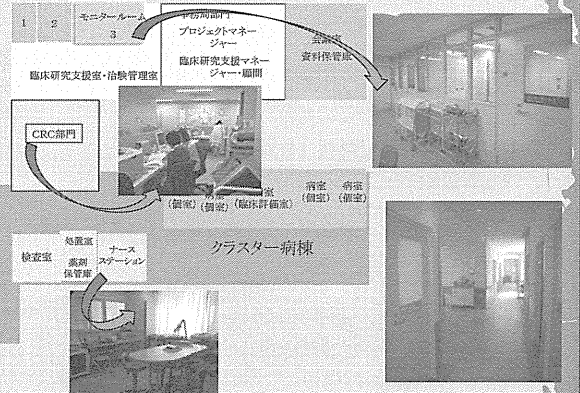 1
2
モニタールーム
3
事務局部門
プロジェクトマネー
ジャー
臨床研究支援マネー
ジャー・顧問
会議室
資料保管庫
臨床研究支援室・治験管理室
CRC部門
(個室)
病室
(個室)
室
(臨床評価室)
病室
(個室)
病室
(個室)
検査室
処置室
薬剤
保管庫
ナース
ステーション
クラスター病棟